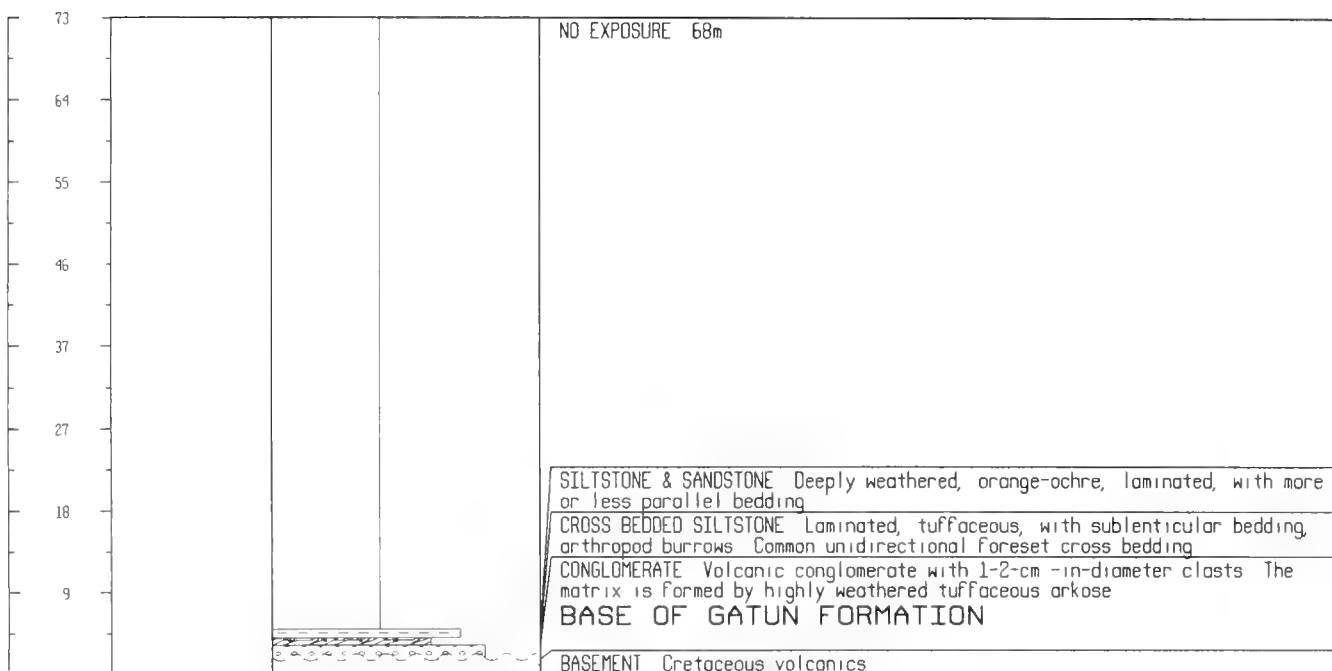 73
NO EXPOSURE 68m
64
55
46
37
27
SILTSTONE & SANDSTONE Deeply weathered, orange-ochre, laminated, with more
or less parallel bedding
18
CROSS BEDDED SILTSTONE Laminated, tuffaceous, with sublenticular bedding,
arthropod burrows Common unidirectional foreset cross bedding
CONGLOMERATE Volcanic conglomerate with 1-2-cm -in-diameter clasts The
matrix is formed by highly weathered tuffaceous arkose
9
BASE OF GATUN FORMATION
BASEMENT Cretaceous volcanics